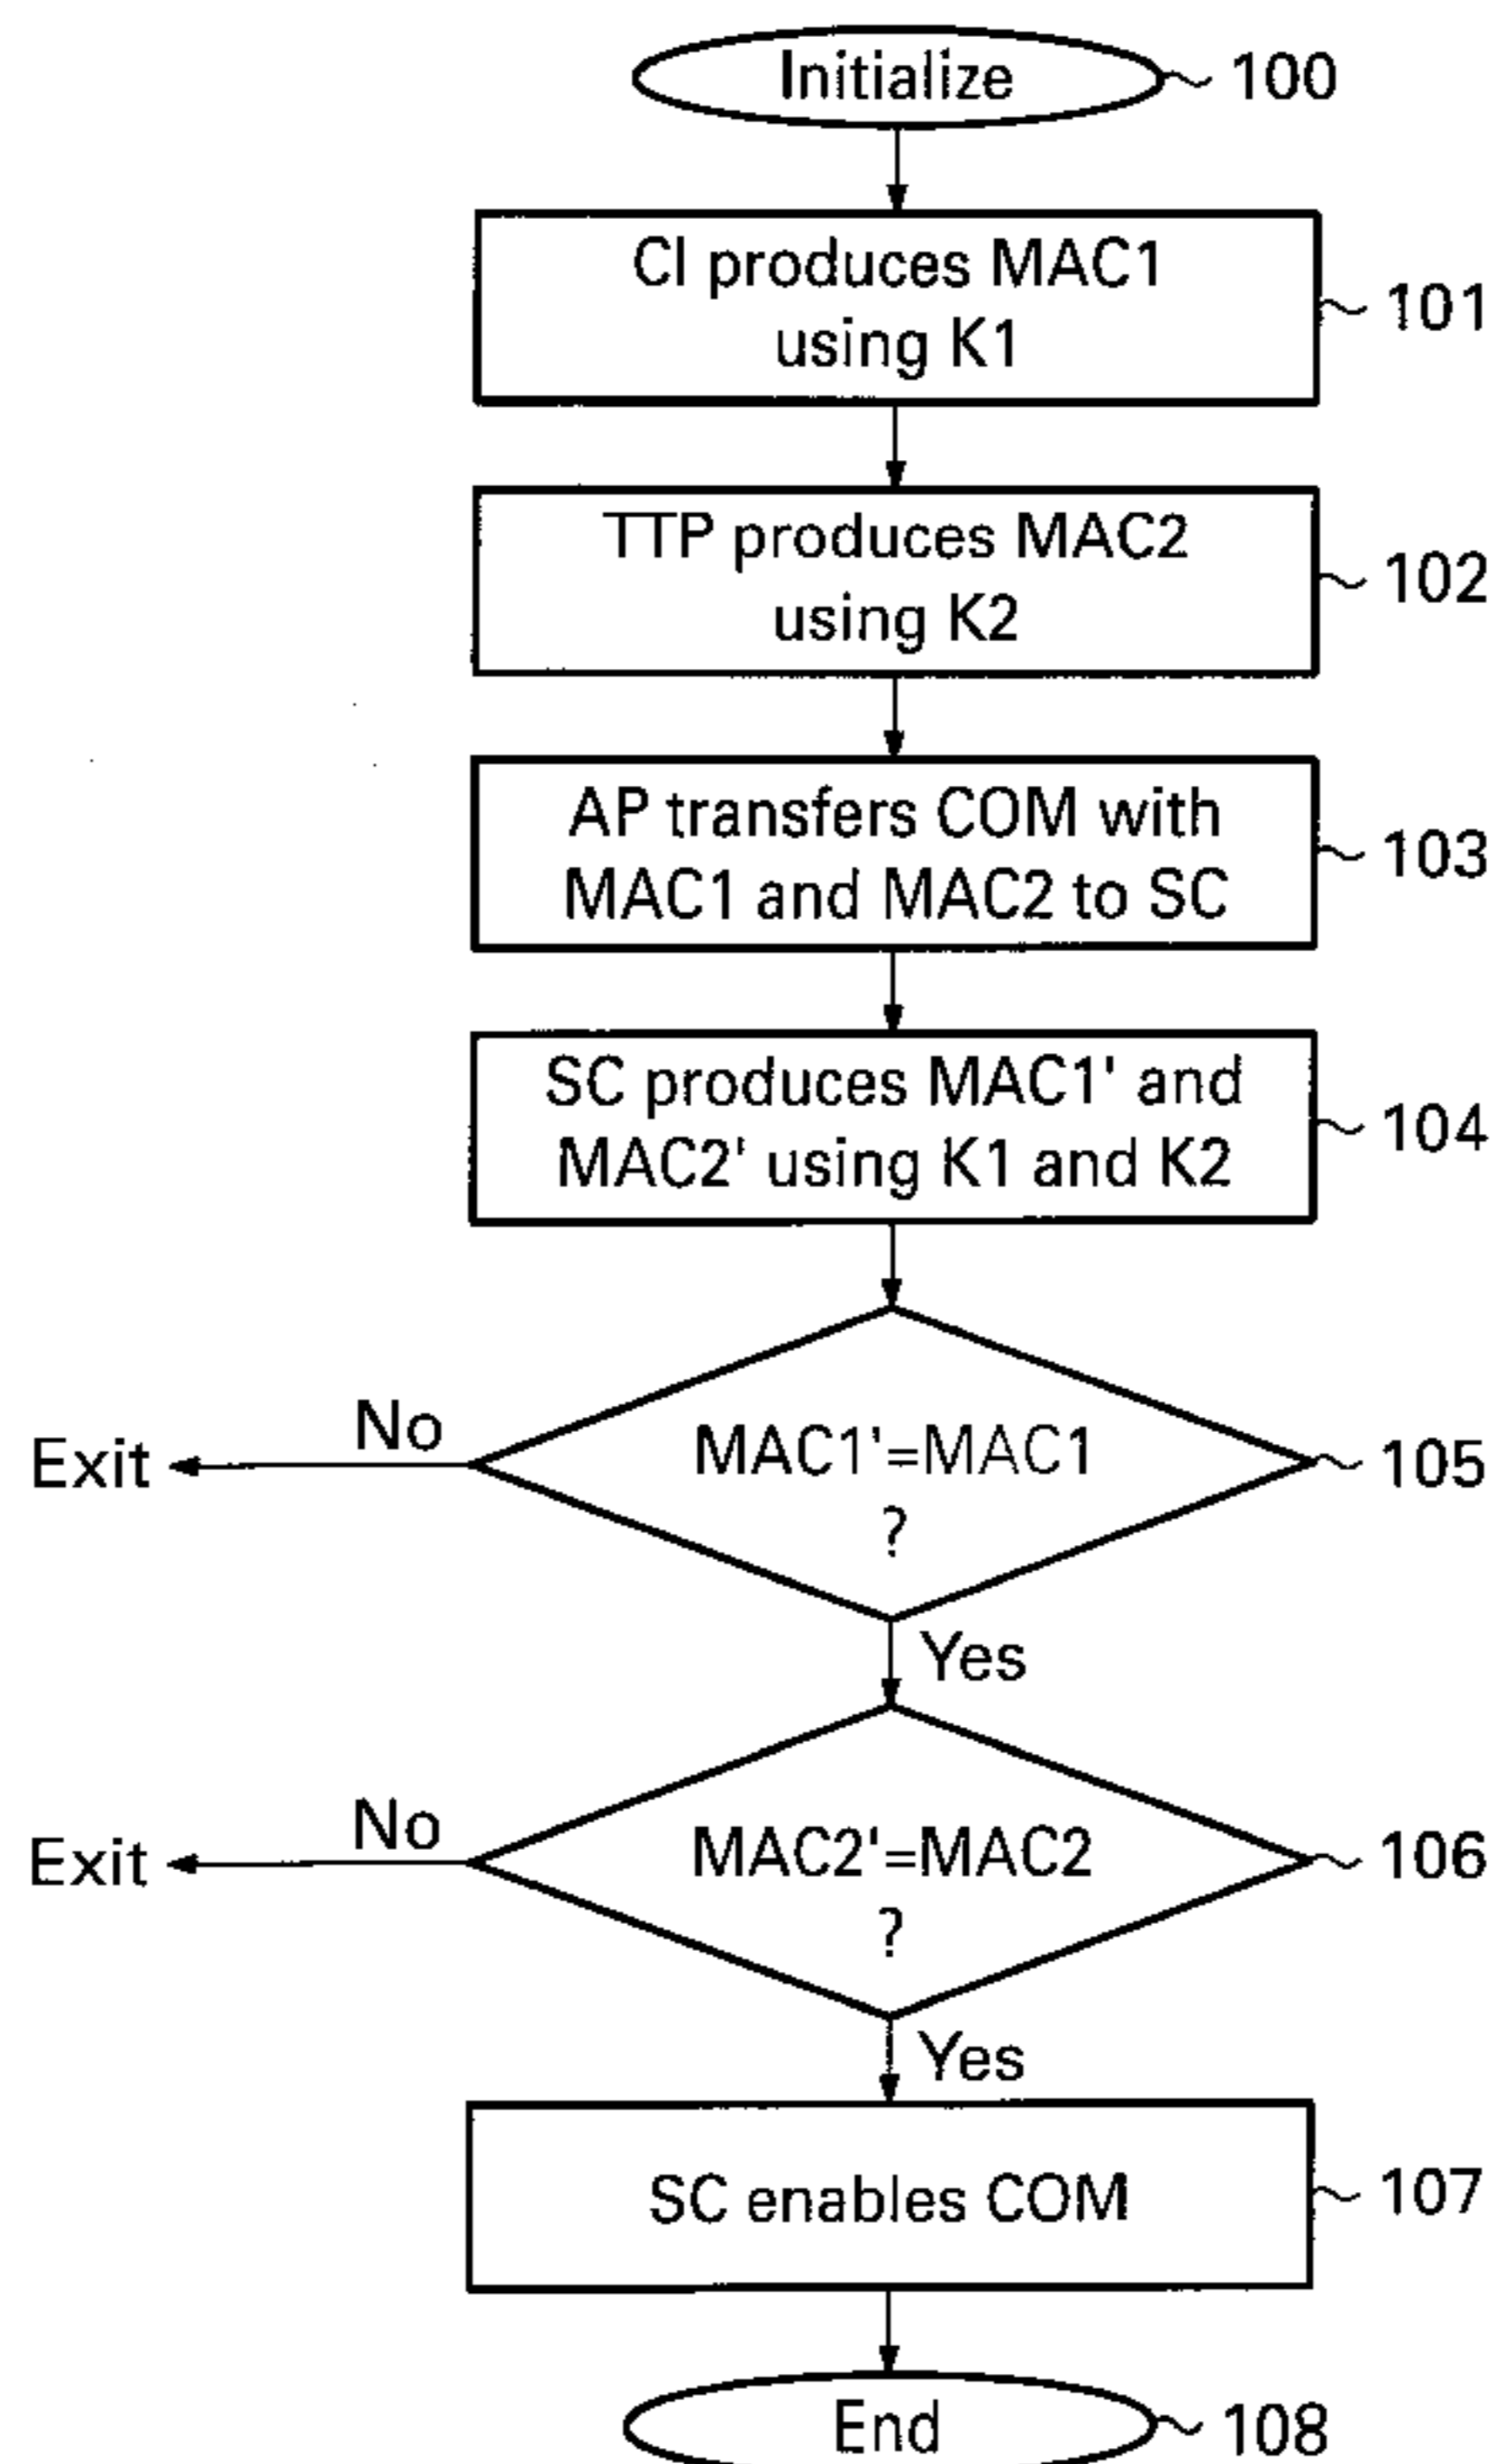 Initialize
100
CI produces MAC1
using K1
101
TTP produces MAC2
using K2
102
AP transfers COM with
MAC1 and MAC2 to SC
103
SC produces MAC1' and
MAC2' using K1 and K2
104
No
Exit
MAC1'=MAC1
?
105
Yes
No
Exit
MAC2'=MAC2
?
106
Yes
SC enables COM
107
End
108